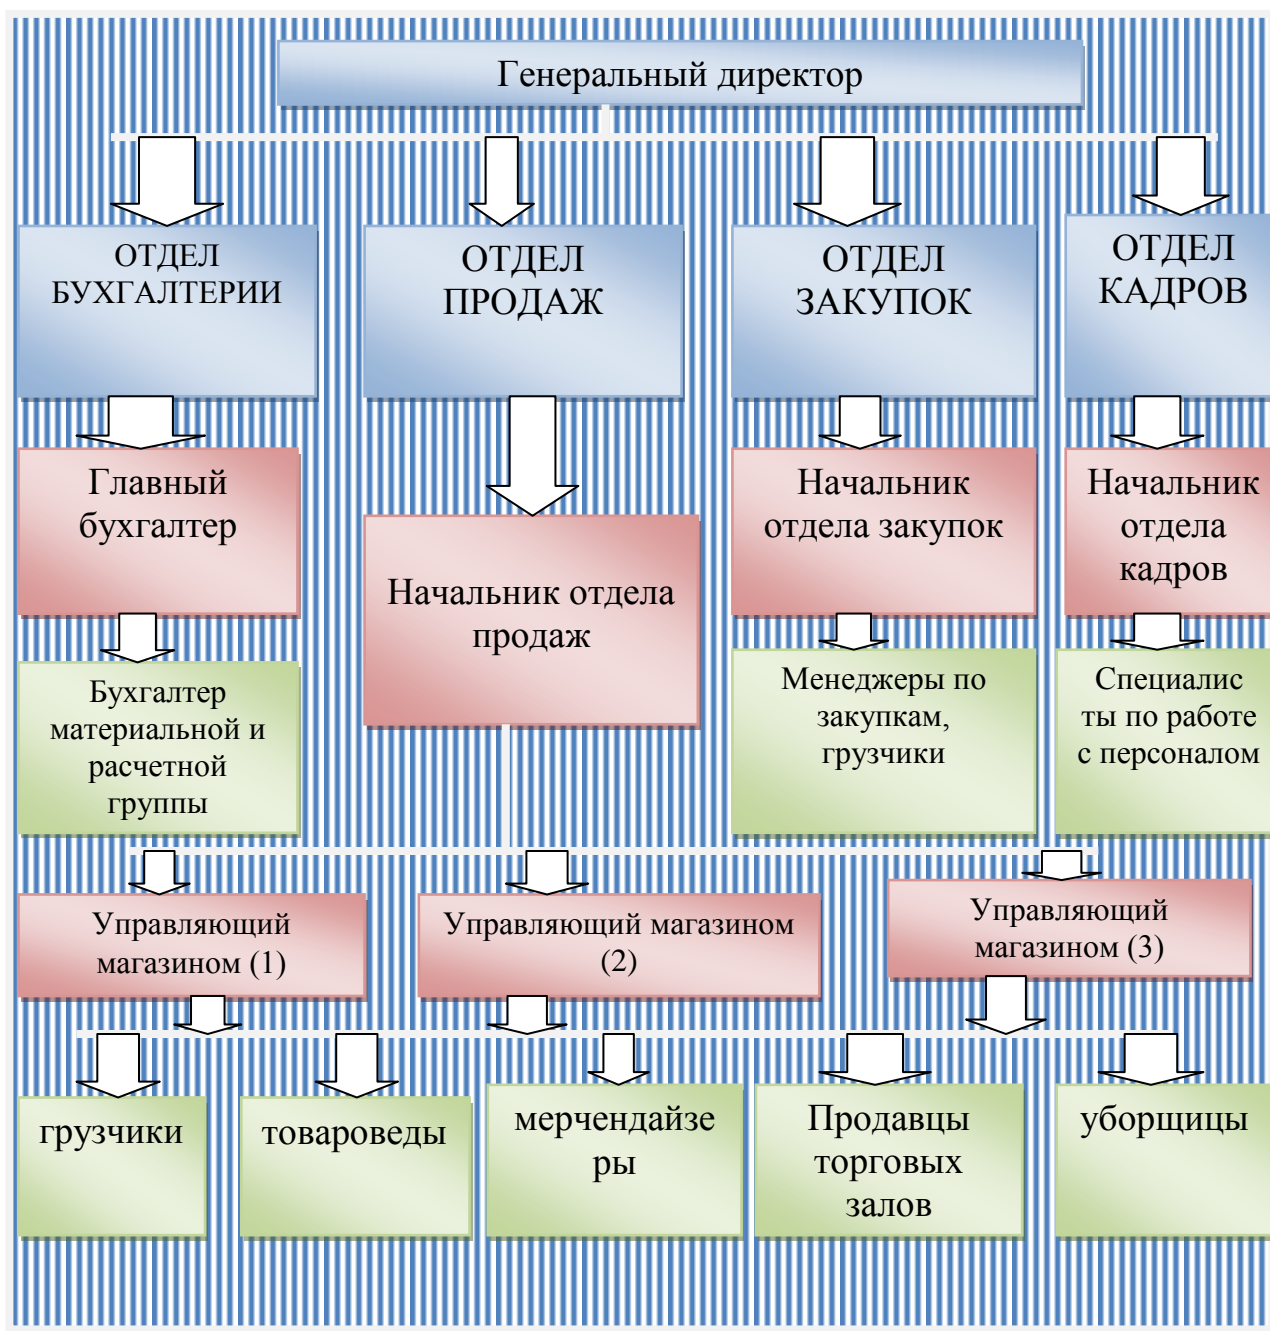 Генеральный директор
ОТДЕЛ
БУХГАЛТЕРИИ
ОТДЕЛ
ПРОДАЖ
ОТДЕЛ
ЗАКУПОК
ОТДЕЛ
КАДРОВ
Главный
бухгалтер
Начальник отдела
продаж
Начальник
отдела закупок
Начальник
отдела
кадров
Бухгалтер
материальной и
расчетной
группы
Менеджеры по
закупкам,
грузчики
Специалис
ты по работе
с персоналом
Управляющий
магазином (1)
Управляющий магазином
(2)
Управляющий
магазином (3)
грузчики
товароведы
мерчендайзе
ры
Продавцы
торговых
залов
уборщицы